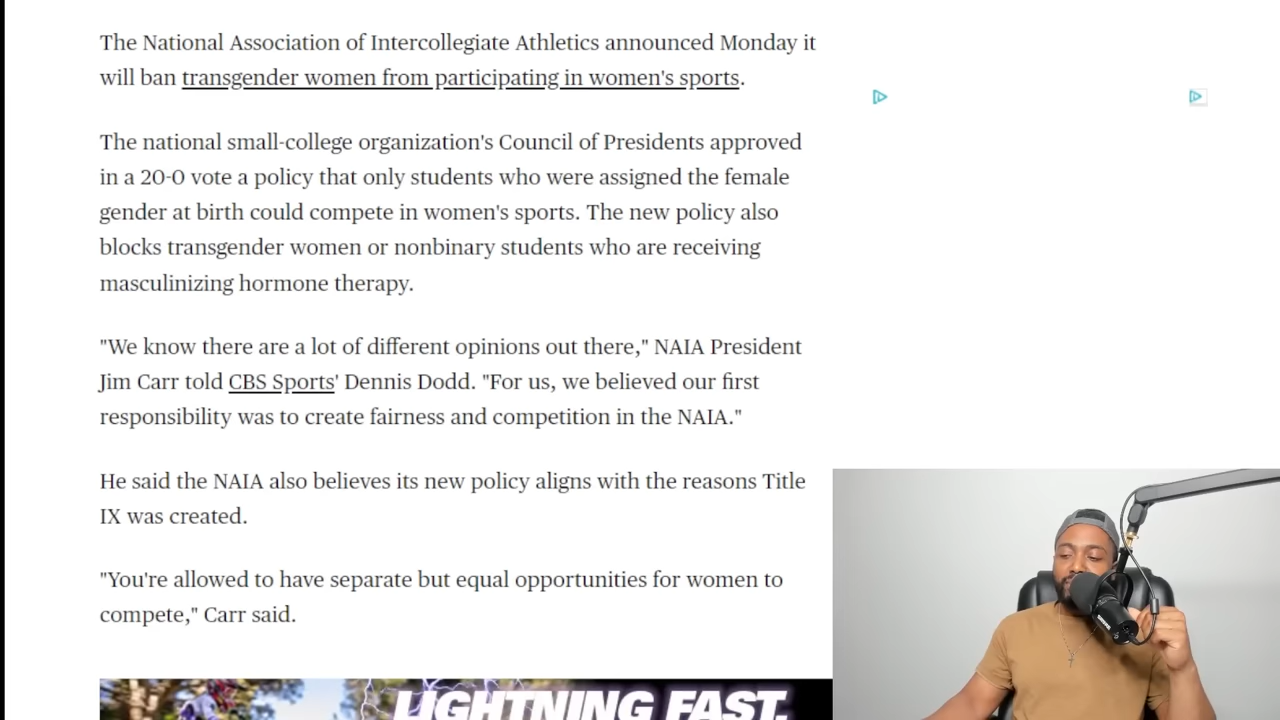 The National Association of Intercollegiate Athletics announced Monday it
will ban transgender women from participating in women's sports.
The national small-college organization's Council of Presidents approved
in a 20-0 vote a policy that only students who were assigned the female
gender at birth could compete in women's sports. The new policy also
blocks transgender women or nonbinary students who are receiving
masculinizing hormone therapy.
"We know there are a lot of different opinions out there," NAIA President
Jim Carr told CBS Sports' Dennis Dodd. "For us, we believed our first
responsibility was to create fairness and competition in the NAIA."
He said the NAIA also believes its new policy aligns with the reasons Title
IX was created.
"You're allowed to have separate but equal opportunities for women to
compete," Carr said.
LIGHTNING FAST.
SHURE